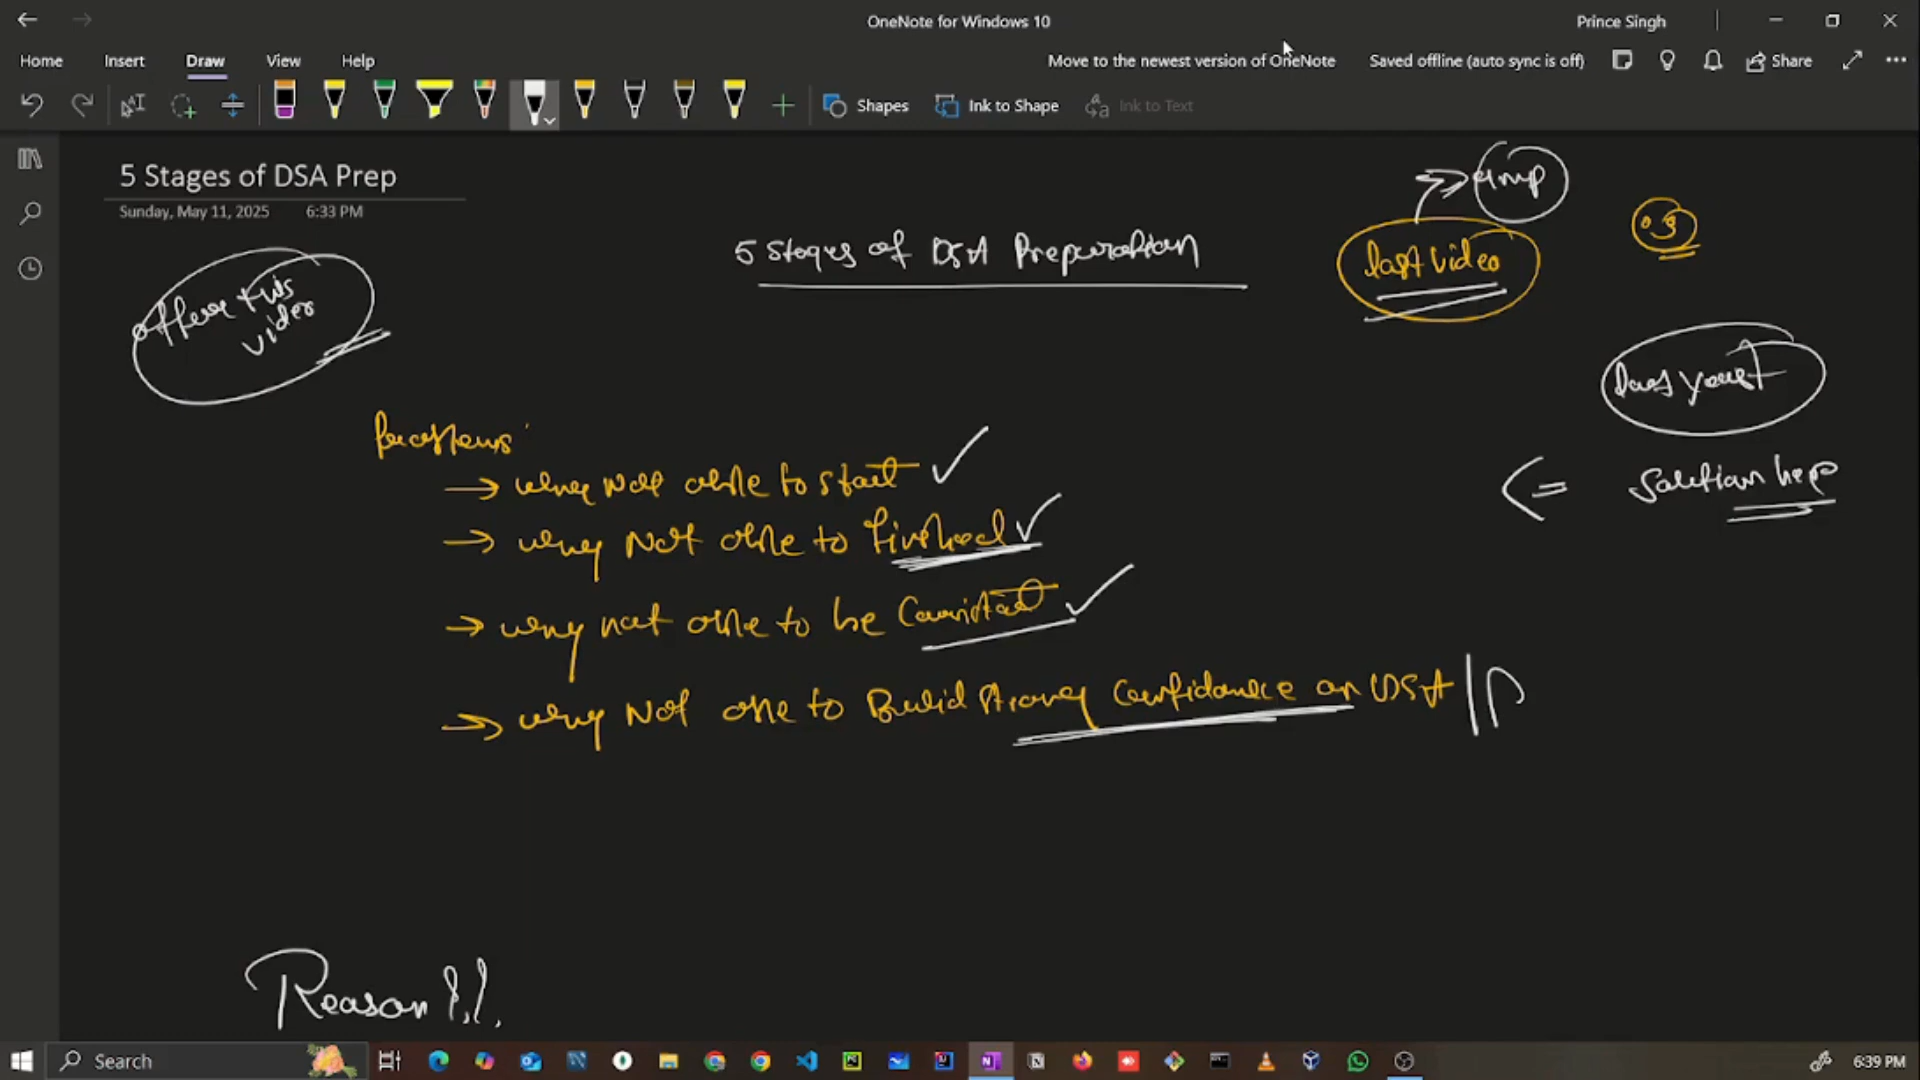 OneNote for Windows 10
Prince Singh
Home Insert Draw View Help
Move to the newest version of OneNote
Saved offline (auto sync is off)
Share
Shapes
Ink to Shape
Ink to Text
5 Stages of DSA Prep
Sunday, May 11, 2025 6:33 PM
imp
5 Stages of DSA Preparation
last video
this
video
→ why Not able to start
solution here
→ why Not able to finished
→ why not able to be
→ why Not able to Build strong confidance on DSA
Reason
Search
6:39 PM